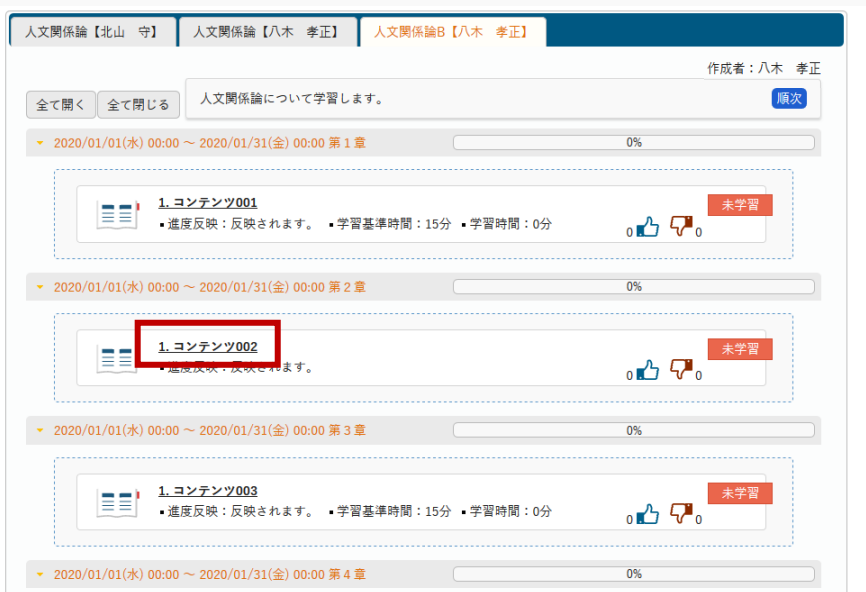 人文関係論【北山　守】 人文関係論【八木　孝正】 人文関係論B【八木　孝正】
作成者：八木　孝正
全て開く 全て閉じる 人文関係論について学習します。 順次
2020/01/01(水) 00:00 ～ 2020/01/31(金) 00:00 第１章 0%
1. コンテンツ001 未学習
▪進度反映：反映されます。 ▪学習基準時間：15分 ▪学習時間：0分
0 0
2020/01/01(水) 00:00 ～ 2020/01/31(金) 00:00 第２章 0%
1. コンテンツ002 未学習
▪進度反映：反映されます。
0 0
2020/01/01(水) 00:00 ～ 2020/01/31(金) 00:00 第３章 0%
1. コンテンツ003 未学習
▪進度反映：反映されます。 ▪学習基準時間：15分 ▪学習時間：0分
0 0
2020/01/01(水) 00:00 ～ 2020/01/31(金) 00:00 第４章 0%